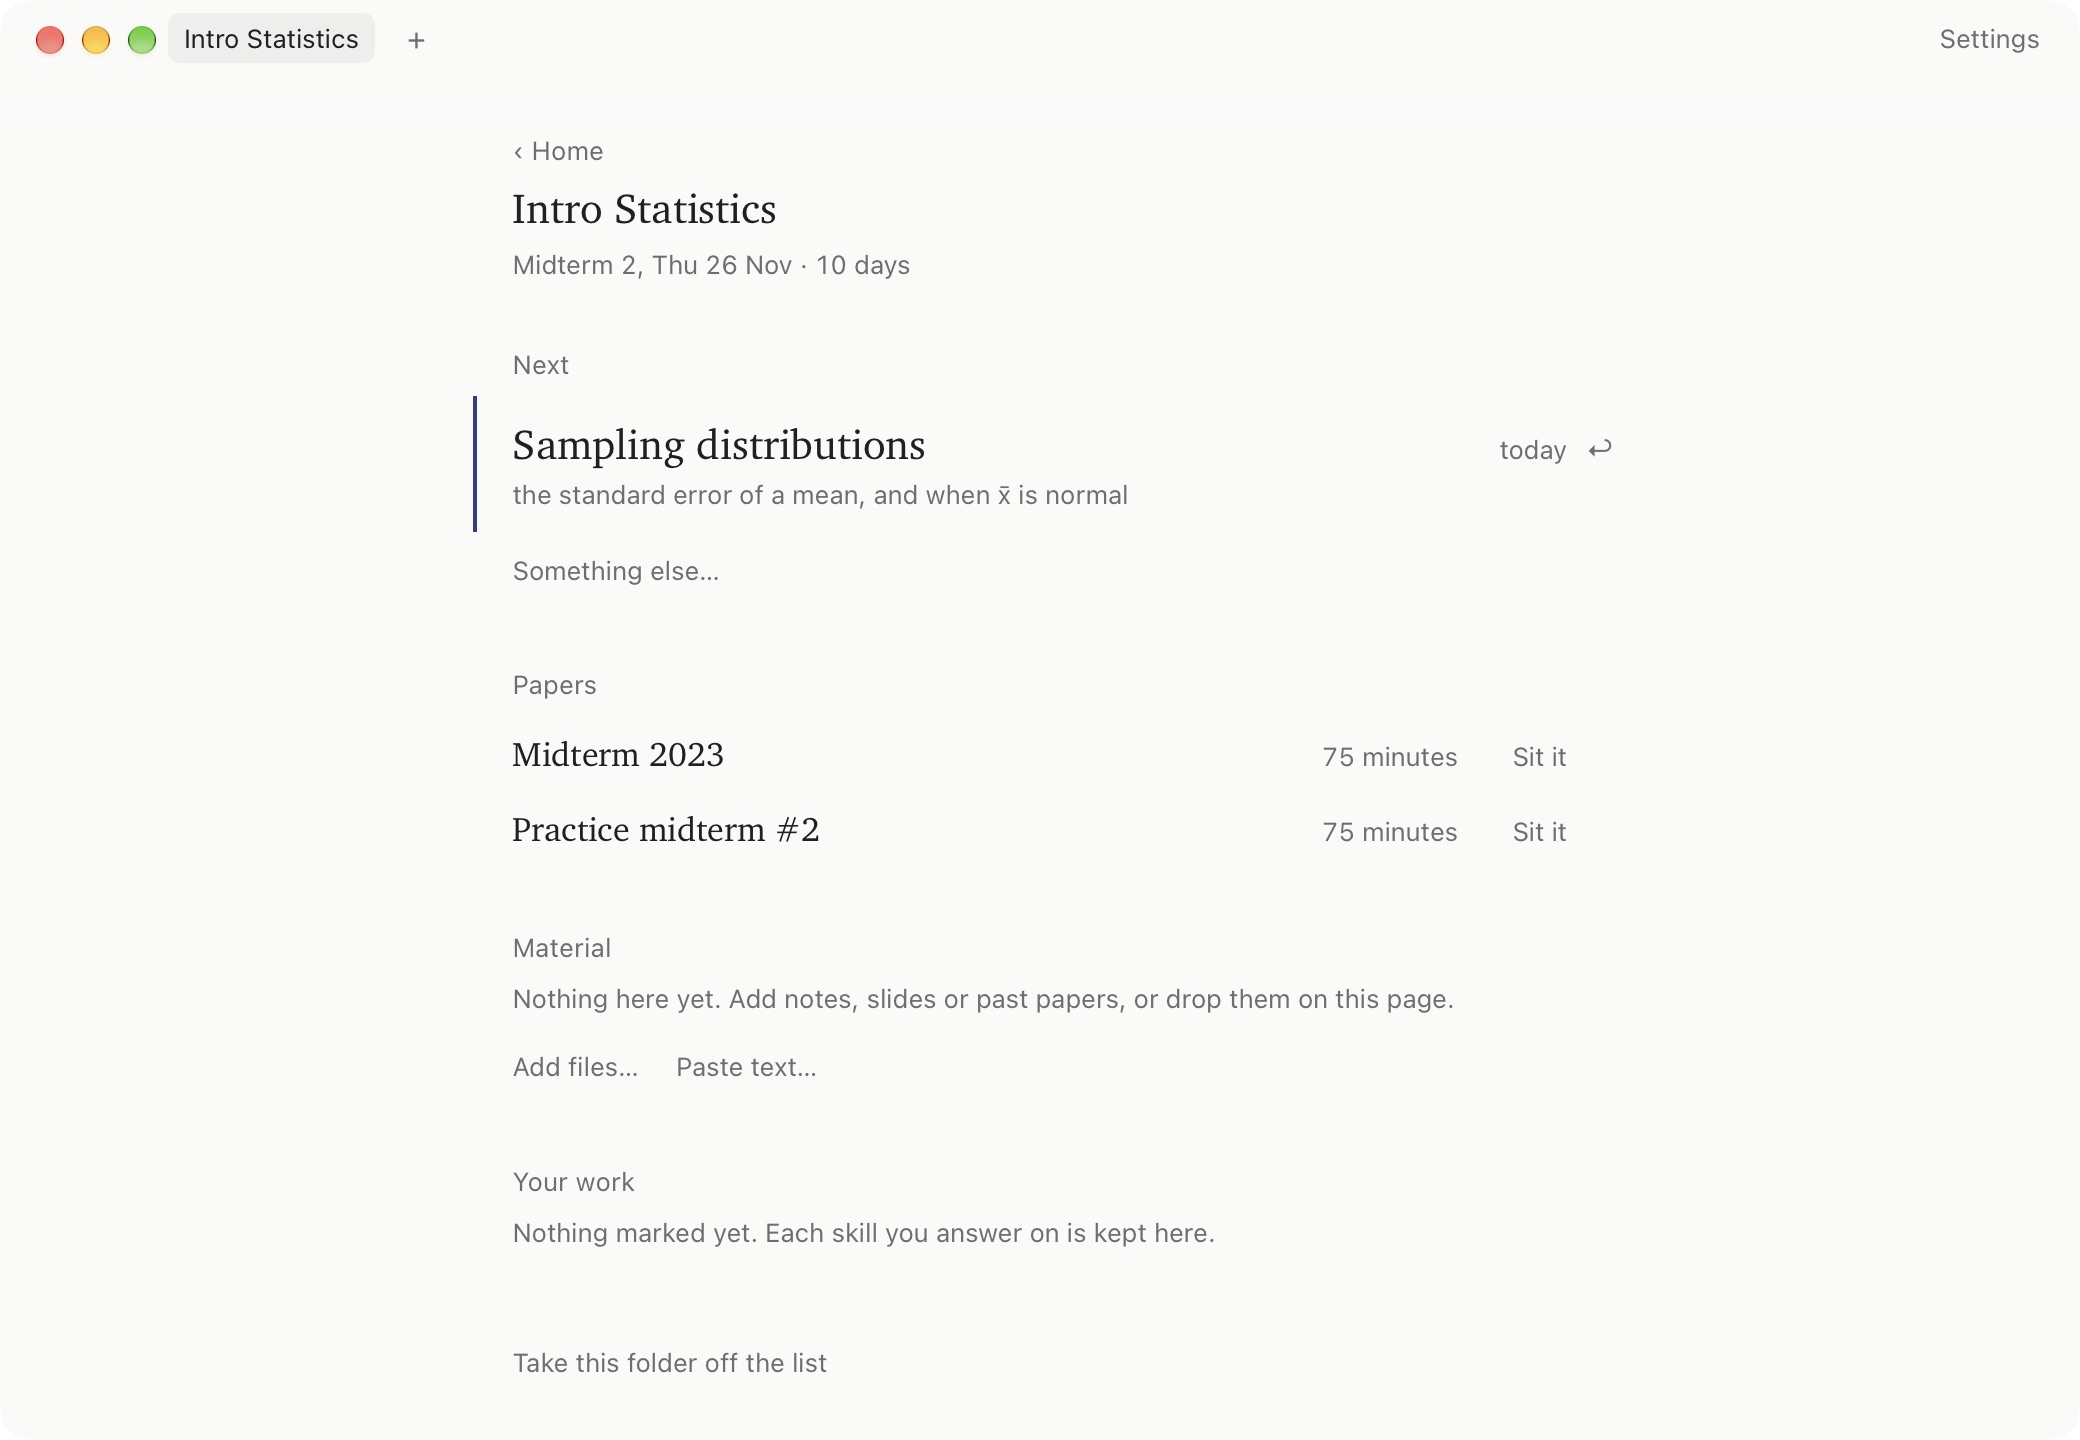 Intro Statistics +
Settings
‹ Home
Intro Statistics
Midterm 2, Thu 26 Nov · 10 days
Next
Sampling distributions
today ↩
the standard error of a mean, and when x̄ is normal
Something else...
Papers
Midterm 2023
75 minutes
Sit it
Practice midterm #2
75 minutes
Sit it
Material
Nothing here yet. Add notes, slides or past papers, or drop them on this page.
Add files...
Paste text...
Your work
Nothing marked yet. Each skill you answer on is kept here.
Take this folder off the list